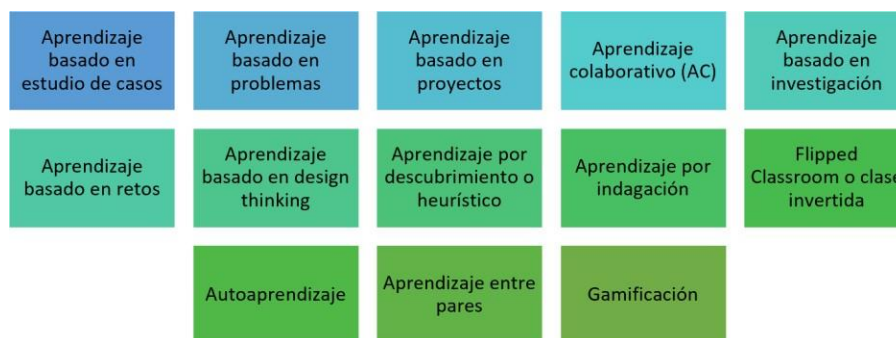 Aprendizaje
basado en
estudio de casos
Aprendizaje
basado en
problemas
Aprendizaje
basado en
proyectos
Aprendizaje
colaborativo (AC)
Aprendizaje
basado en
investigación
Aprendizaje
basado en retos
Aprendizaje
basado en design
thinking
Aprendizaje por
descubrimiento o
heurístico
Aprendizaje por
indagación
Flipped
Classroom o clase
invertida
Autoaprendizaje
Aprendizaje entre
pares
Gamificación